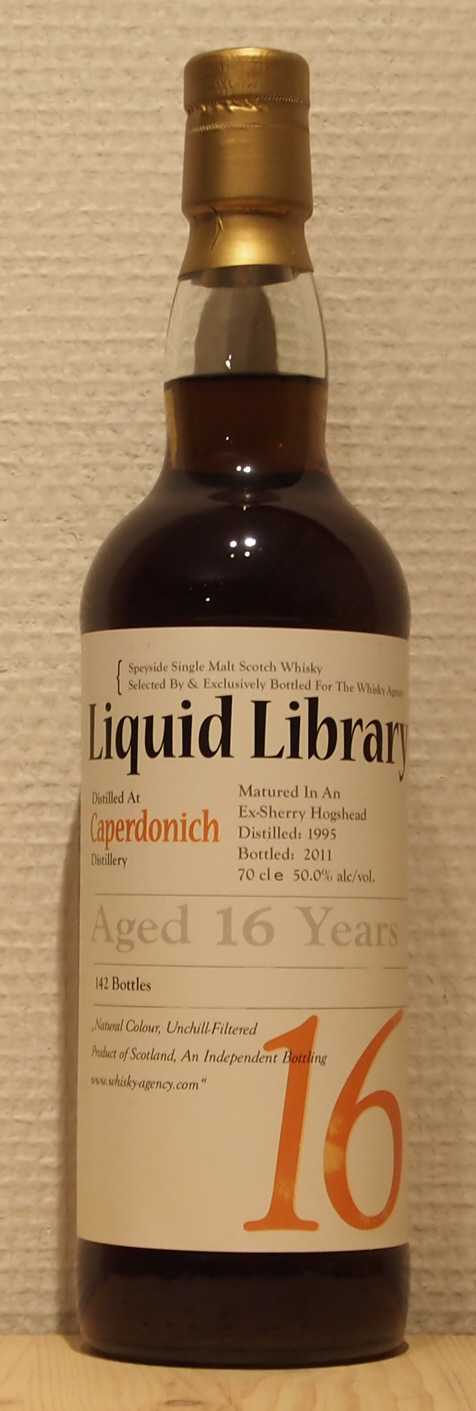 { Speyside Single Malt Scotch Whisky
Selected By & Exclusively Bottled For The Whisky Agency
Liquid Library
Distilled At
Caperdonich
Distillery
Matured In An
Ex-Sherry Hogshead
Distilled: 1995
Bottled: 2011
70 cl e 50.0% alc/vol.
Aged 16 Years
142 Bottles
„Natural Colour, Unchill-Filtered
Product of Scotland, An Independent Bottling
www.whisky-agency.com“
16